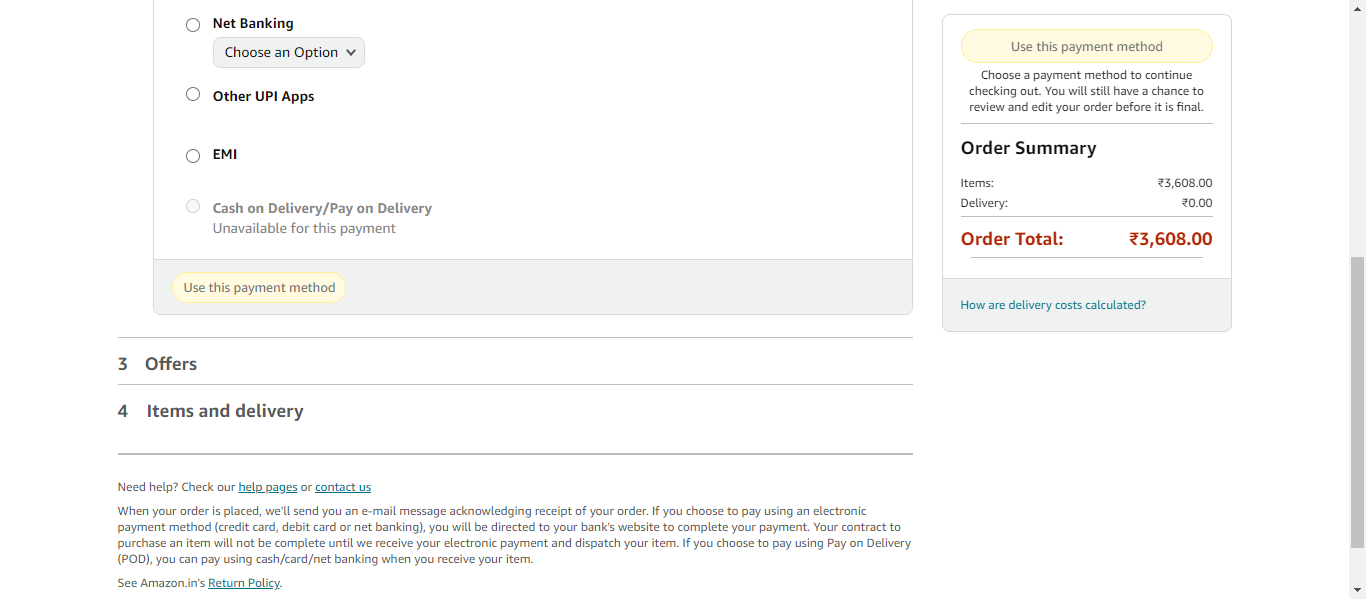 Net Banking
Choose an Option
Other UPI Apps
EMI
Cash on Delivery/Pay on Delivery
Unavailable for this payment
Use this payment method
3 Offers
4 Items and delivery
Need help? Check our help pages or contact us
When your order is placed, we'll send you an e-mail message acknowledging receipt of your order. If you choose to pay using an electronic
payment method (credit card, debit card or net banking), you will be directed to your bank's website to complete your payment. Your contract to
purchase an item will not be complete until we receive your electronic payment and dispatch your item. If you choose to pay using Pay on Delivery
(POD), you can pay using cash/card/net banking when you receive your item.
See Amazon.in's Return Policy.
Use this payment method
Choose a payment method to continue
checking out. You will still have a chance to
review and edit your order before it is final.
Order Summary
Items: ₹3,608.00
Delivery: ₹0.00
Order Total: ₹3,608.00
How are delivery costs calculated?